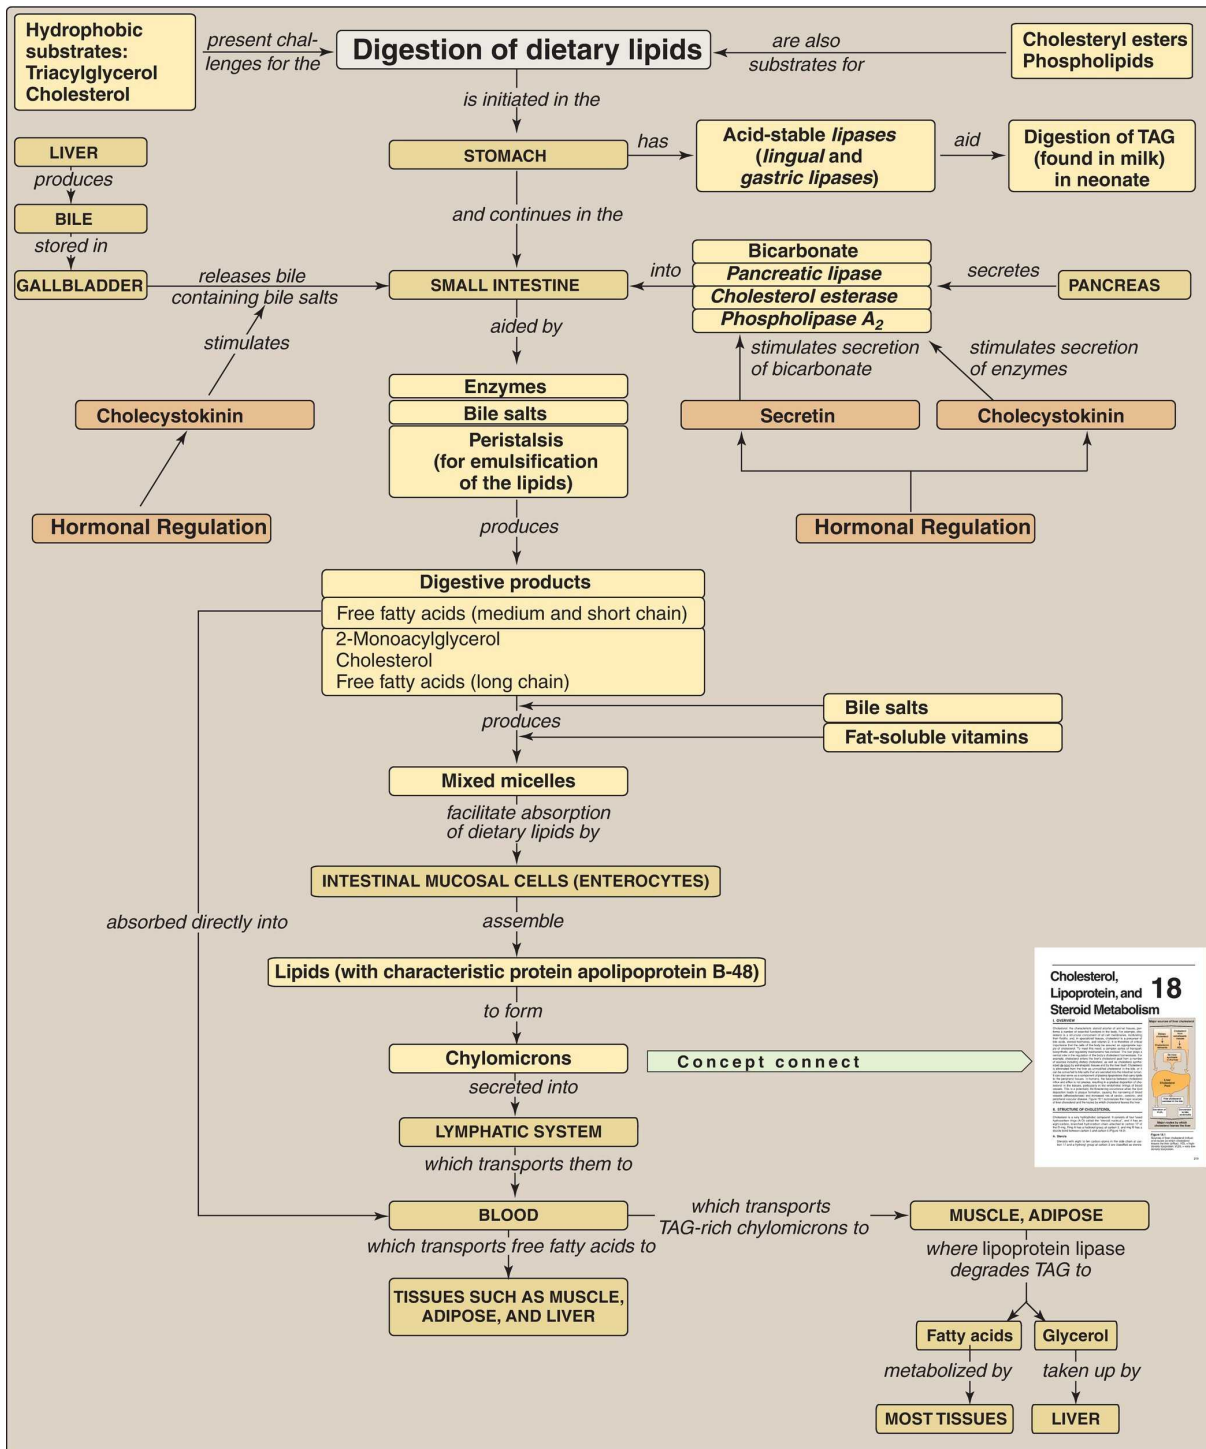 Hydrophobic
substrates:
Triacylglycerol
Cholesterol
present chal-
lenges for the
Digestion of dietary lipids
are also
substrates for
Cholesteryl esters
Phospholipids
is initiated in the
LIVER
produces
BILE
stored in
GALLBLADDER
releases bile
containing bile salts
stimulates
Cholecystokinin
Hormonal Regulation
STOMACH
has
Acid-stable lipases
(lingual and
gastric lipases)
aid
Digestion of TAG
(found in milk)
in neonate
and continues in the
SMALL INTESTINE
into
Bicarbonate
Pancreatic lipase
Cholesterol esterase
Phospholipase A2
secretes
PANCREAS
stimulates secretion
of bicarbonate
stimulates secretion
of enzymes
Secretin
Cholecystokinin
Hormonal Regulation
aided by
Enzymes
Bile salts
Peristalsis
(for emulsification
of the lipids)
produces
Digestive products
Free fatty acids (medium and short chain)
2-Monoacylglycerol
Cholesterol
Free fatty acids (long chain)
produces
Bile salts
Fat-soluble vitamins
Mixed micelles
facilitate absorption
of dietary lipids by
INTESTINAL MUCOSAL CELLS (ENTEROCYTES)
absorbed directly into
assemble
Lipids (with characteristic protein apolipoprotein B-48)
to form
Chylomicrons
Concept connect
Cholesterol,
Lipoprotein, and 18
Steroid Metabolism
I. OVERVIEW
II. STRUCTURE OF CHOLESTEROL
secreted into
LYMPHATIC SYSTEM
which transports them to
BLOOD
which transports
TAG-rich chylomicrons to
MUSCLE, ADIPOSE
which transports free fatty acids to
TISSUES SUCH AS MUSCLE,
ADIPOSE, AND LIVER
where lipoprotein lipase
degrades TAG to
Fatty acids
Glycerol
metabolized by
taken up by
MOST TISSUES
LIVER